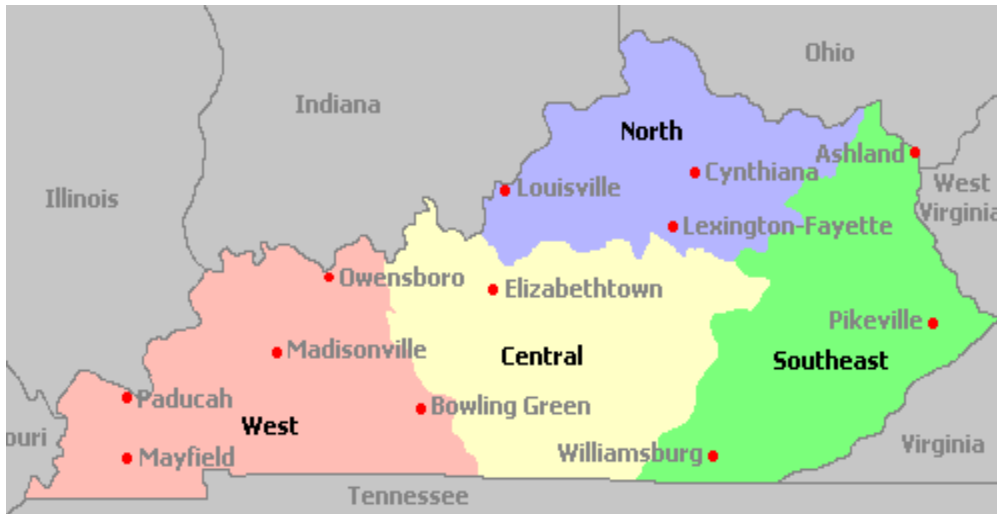 Ohio
Indiana
North
Ashland
Cynthiana
Louisville
West
Virginia
Illinois
Lexington-Fayette
Owensboro
Elizabethtown
Pikeville
Madisonville
Central
Southeast
Paducah
Bowling Green
West
ouri
Virginia
Mayfield
Williamsburg
Tennessee